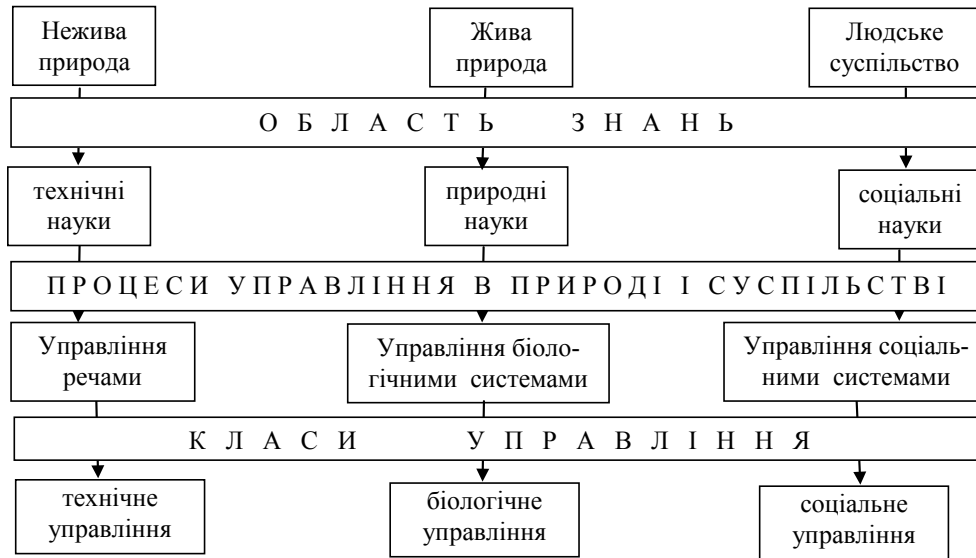 Нежива
природа
Жива
природа
Людське
суспільство
О Б Л А С Т Ь З Н А Н Ь
технічні
науки
природні
науки
соціальні
науки
П Р О Ц Е С И У П Р А В Л І Н Н Я В П Р И Р О Д І І С У С П І Л Ь С Т В І
Управління
речами
Управління біоло-
гічними системами
Управління соціаль-
ними системами
К Л А С И У П Р А В Л І Н Н Я
технічне
управління
біологічне
управління
соціальне
управління